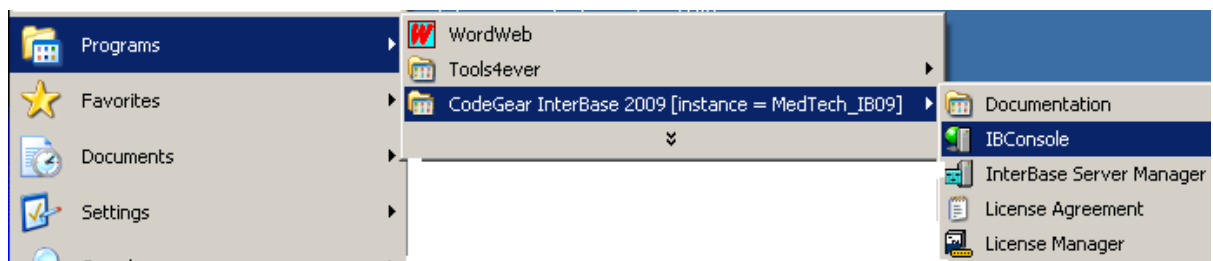 Programs
Favorites
Documents
Settings
WordWeb
Tools4ever
CodeGear InterBase 2009 [instance = MedTech_IB09]
Documentation
IBConsole
InterBase Server Manager
License Agreement
License Manager